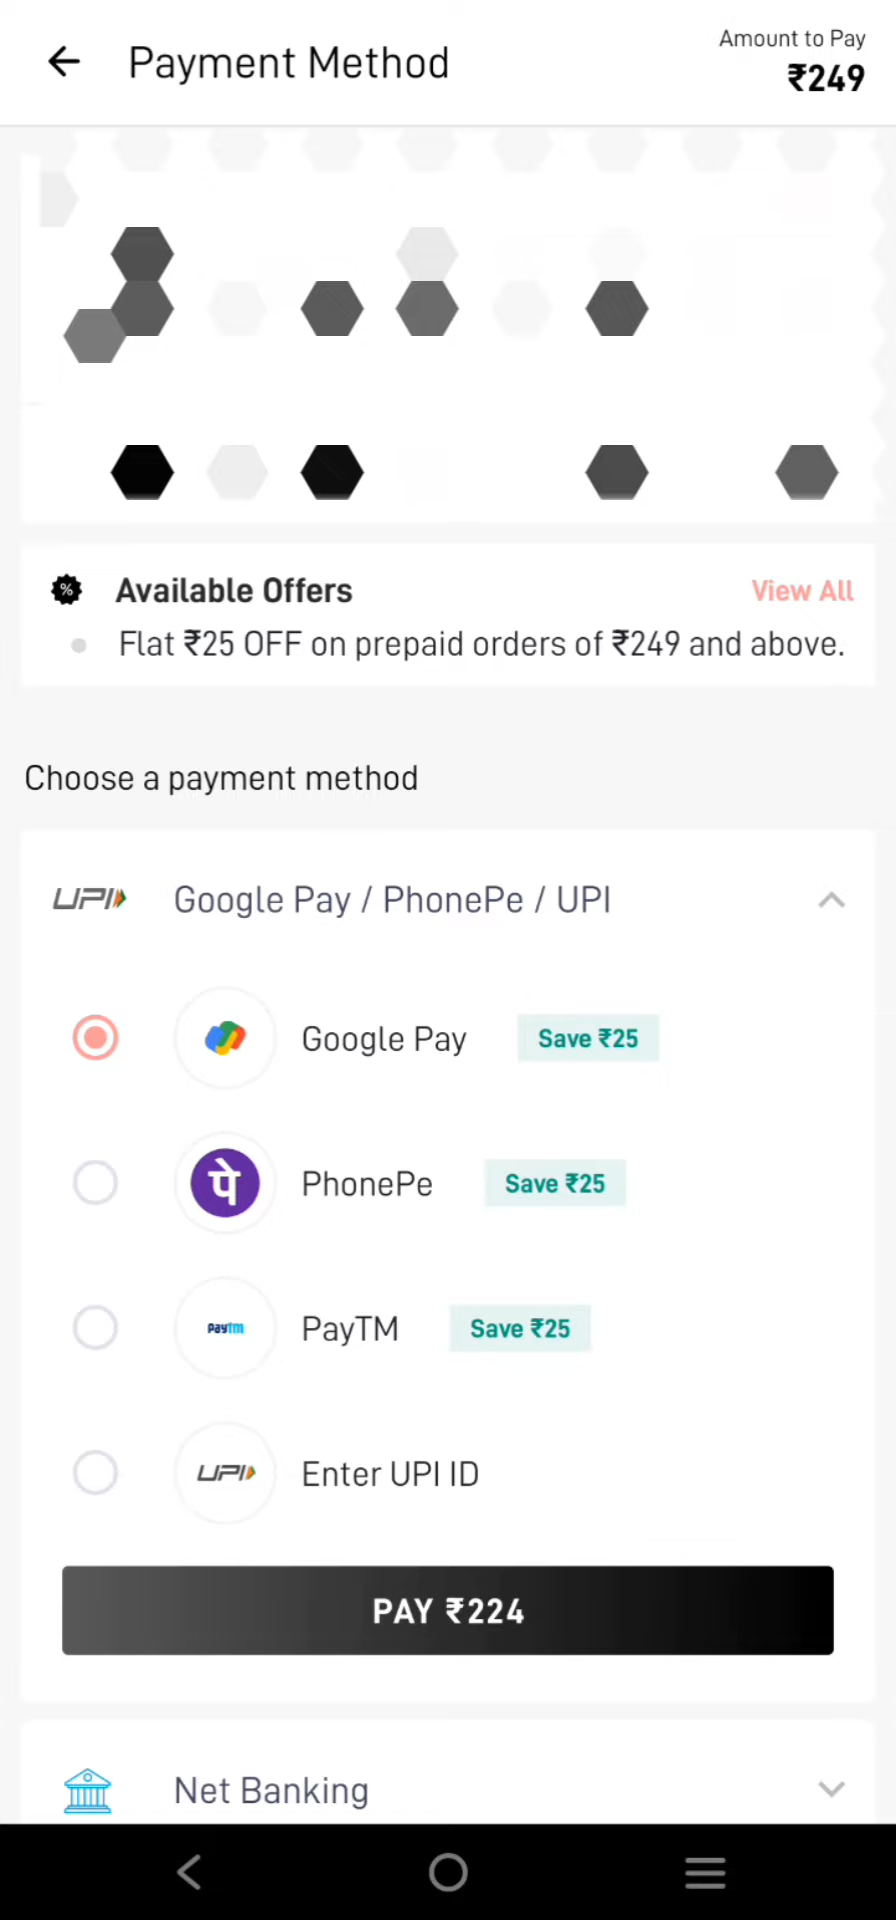 Payment Method
Amount to Pay
₹249
Available Offers
View All
Flat ₹25 OFF on prepaid orders of ₹249 and above.
Choose a payment method
UPI
Google Pay / PhonePe / UPI
Google Pay
Save ₹25
पे
PhonePe
Save ₹25
paytm
PayTM
Save ₹25
UPI
Enter UPI ID
PAY ₹224
Net Banking